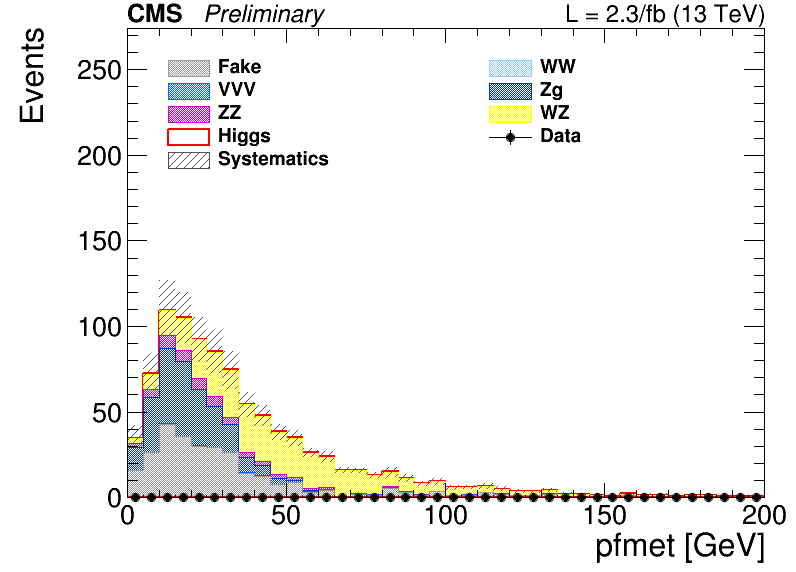 CMS Preliminary L = 2.3/fb (13 TeV)
Events
250
200
150
100
50
0
Fake
VVV
ZZ
Higgs
Systematics
WW
Zg
WZ
Data
0 50 100 150 200
pfmet [GeV]